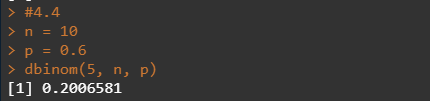 > #4.4
> n = 10
> p = 0.6
> dbinom(5, n, p)
[1] 0.2006581